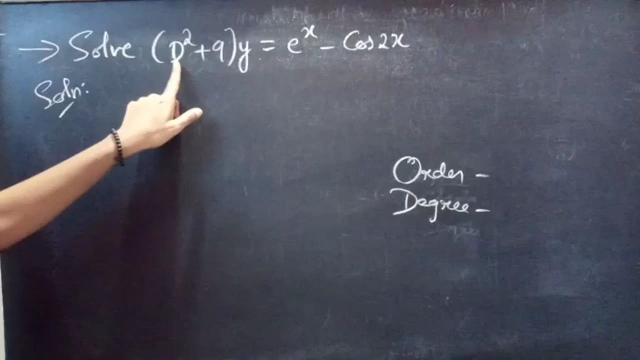 → Solve (D²+9)y = eˣ - Cos2x
Soln:
Order -
Degree -